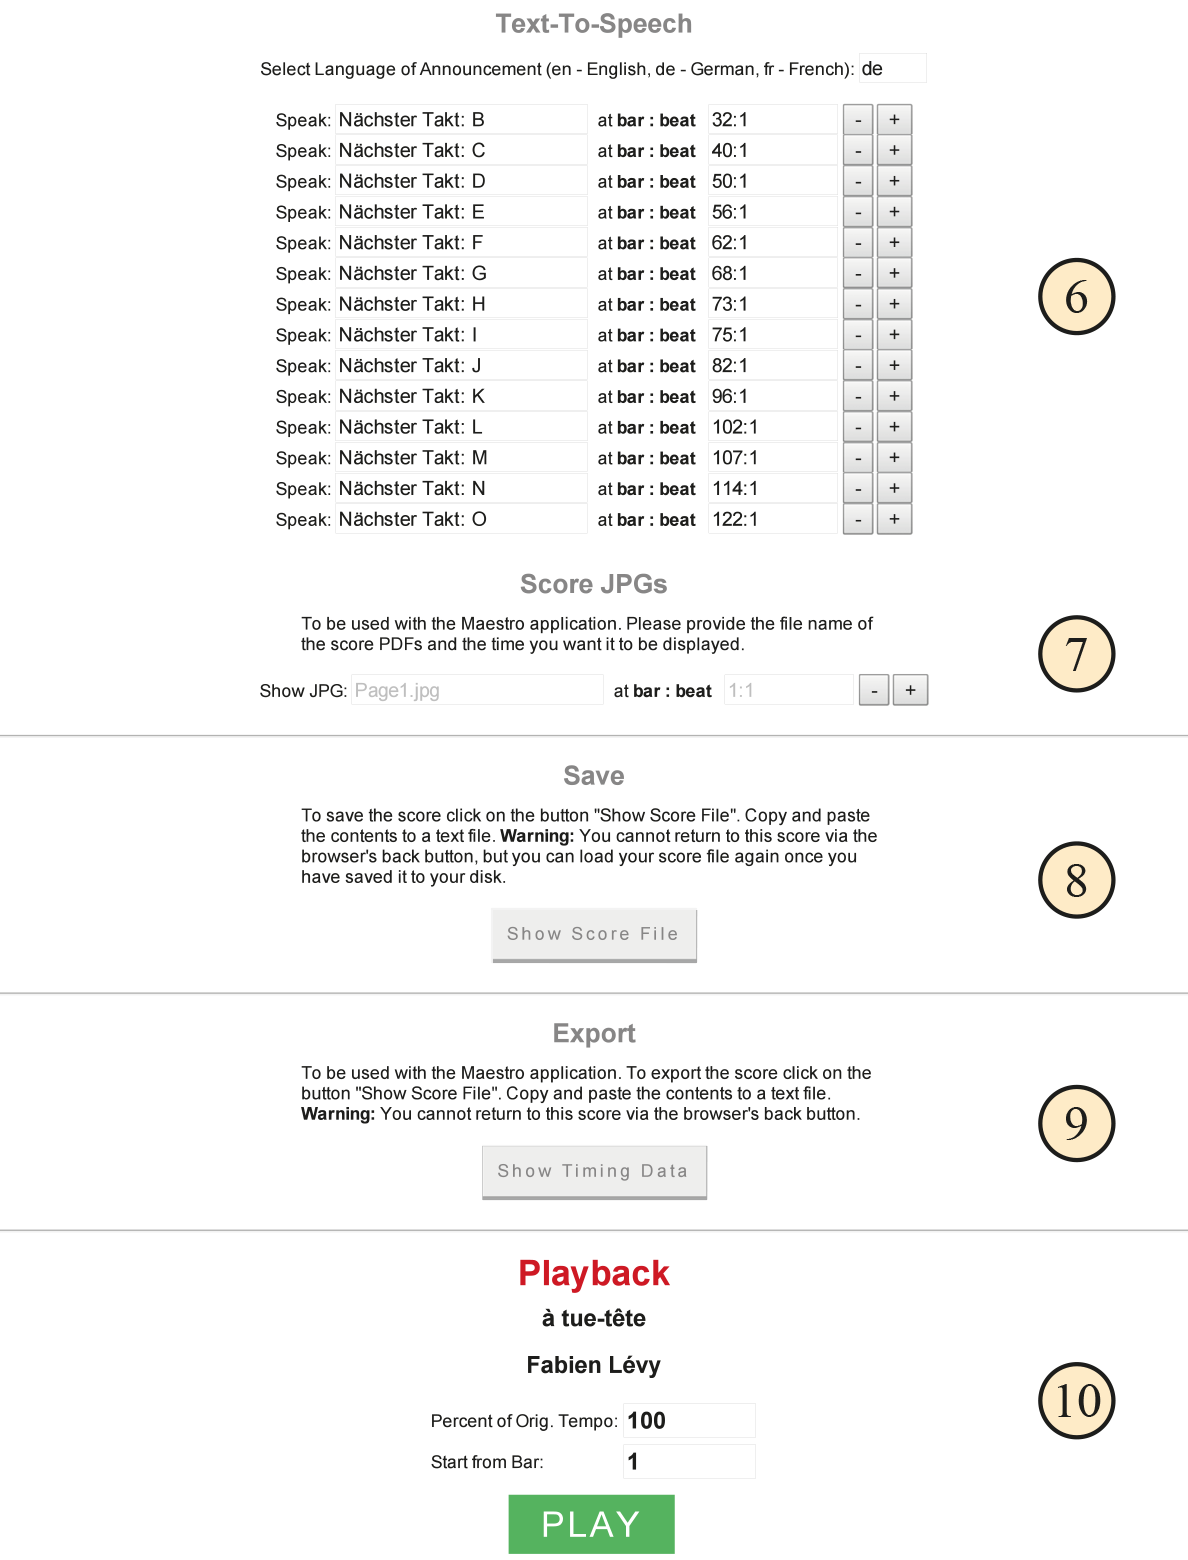 Text-To-Speech
Select Language of Announcement (en - English, de - German, fr - French): de
Speak: Nächster Takt: B at bar : beat 32:1 - +
Speak: Nächster Takt: C at bar : beat 40:1 - +
Speak: Nächster Takt: D at bar : beat 50:1 - +
Speak: Nächster Takt: E at bar : beat 56:1 - +
Speak: Nächster Takt: F at bar : beat 62:1 - +
Speak: Nächster Takt: G at bar : beat 68:1 - +
Speak: Nächster Takt: H at bar : beat 73:1 - +
Speak: Nächster Takt: I at bar : beat 75:1 - +
Speak: Nächster Takt: J at bar : beat 82:1 - +
Speak: Nächster Takt: K at bar : beat 96:1 - +
Speak: Nächster Takt: L at bar : beat 102:1 - +
Speak: Nächster Takt: M at bar : beat 107:1 - +
Speak: Nächster Takt: N at bar : beat 114:1 - +
Speak: Nächster Takt: O at bar : beat 122:1 - +
6
Score JPGs
To be used with the Maestro application. Please provide the file name of
the score PDFs and the time you want it to be displayed.
7
Show JPG: Page1.jpg at bar : beat 1:1 - +
Save
To save the score click on the button "Show Score File". Copy and paste
the contents to a text file. Warning: You cannot return to this score via the
browser's back button, but you can load your score file again once you
have saved it to your disk.
8
Show Score File
Export
To be used with the Maestro application. To export the score click on the
button "Show Score File". Copy and paste the contents to a text file.
Warning: You cannot return to this score via the browser's back button.
9
Show Timing Data
Playback
à tue-tête
Fabien Lévy
10
Percent of Orig. Tempo: 100
Start from Bar: 1
PLAY